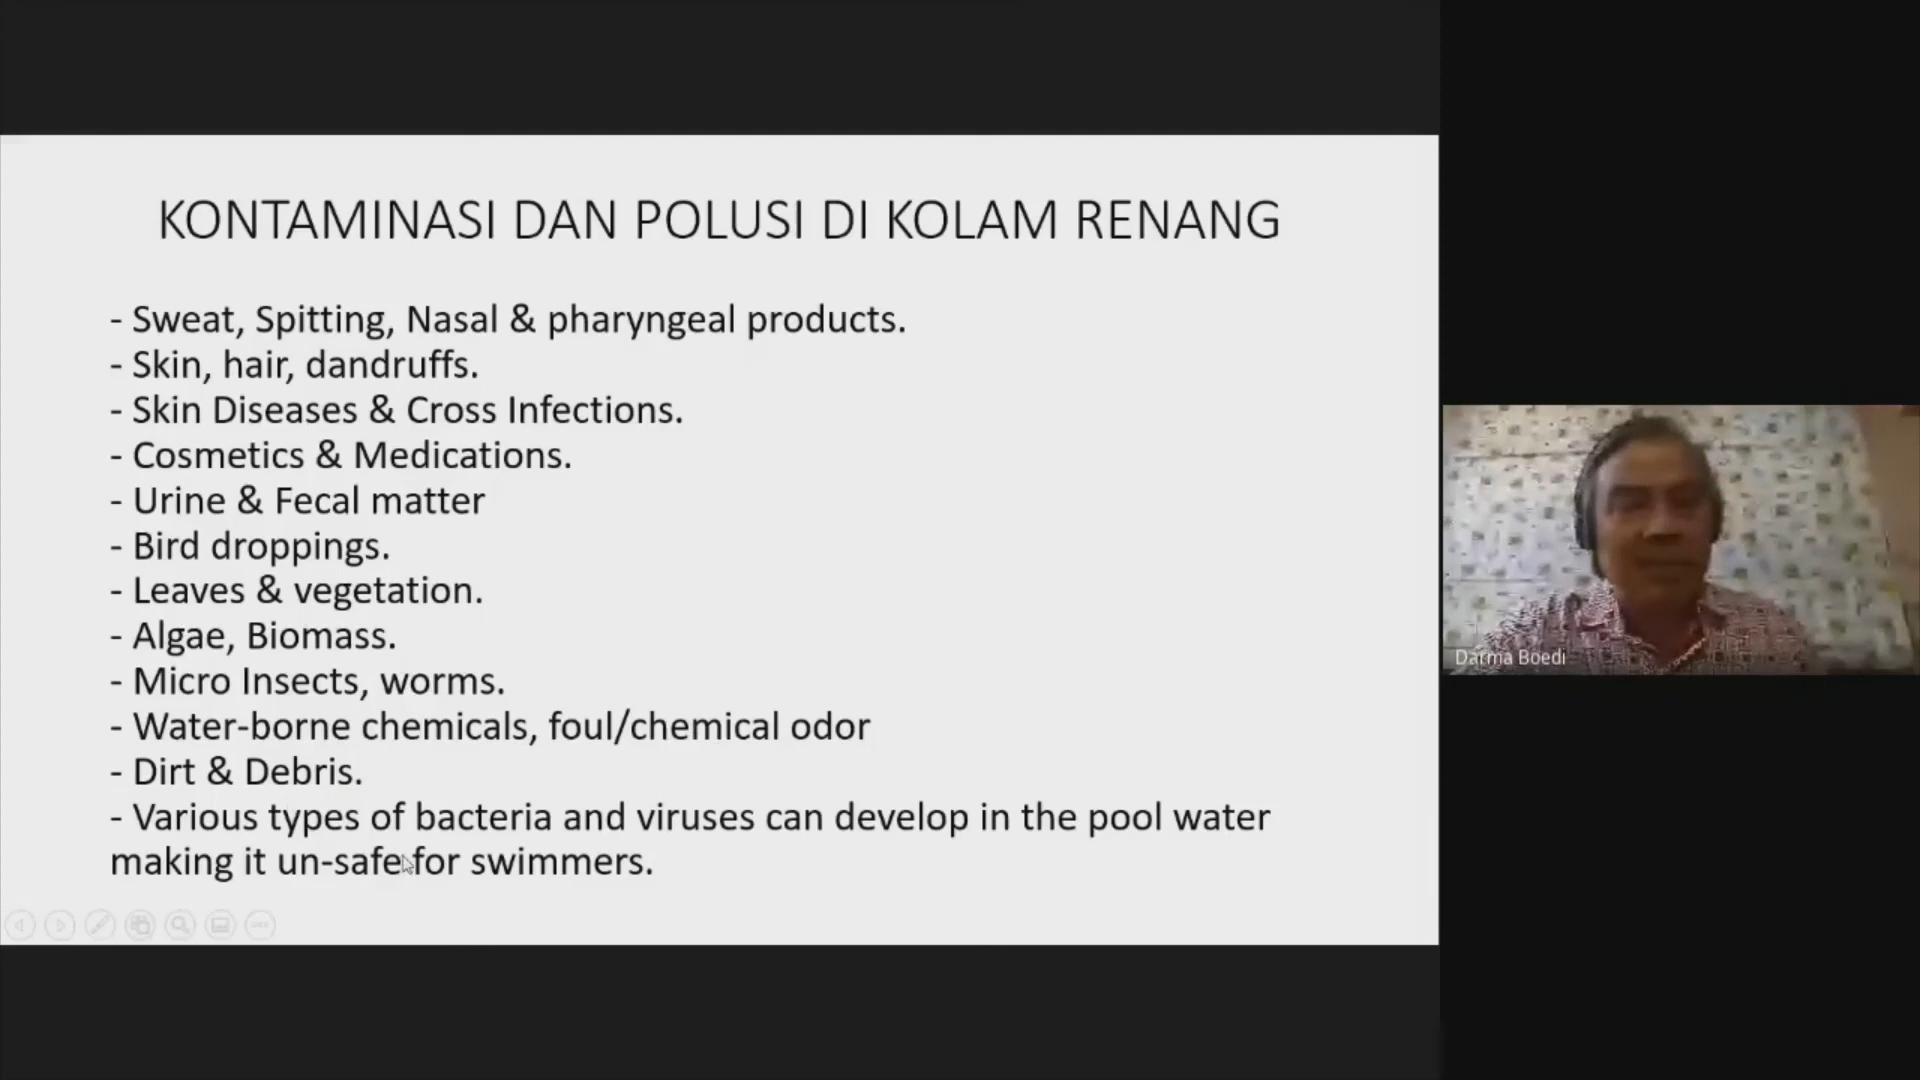 KONTAMINASI DAN POLUSI DI KOLAM RENANG
- Sweat, Spitting, Nasal & pharyngeal products.
- Skin, hair, dandruffs.
- Skin Diseases & Cross Infections.
- Cosmetics & Medications.
- Urine & Fecal matter
- Bird droppings.
- Leaves & vegetation.
- Algae, Biomass.
- Micro Insects, worms.
- Water-borne chemicals, foul/chemical odor
- Dirt & Debris.
- Various types of bacteria and viruses can develop in the pool water
making it un-safe for swimmers.
Darma Boedi